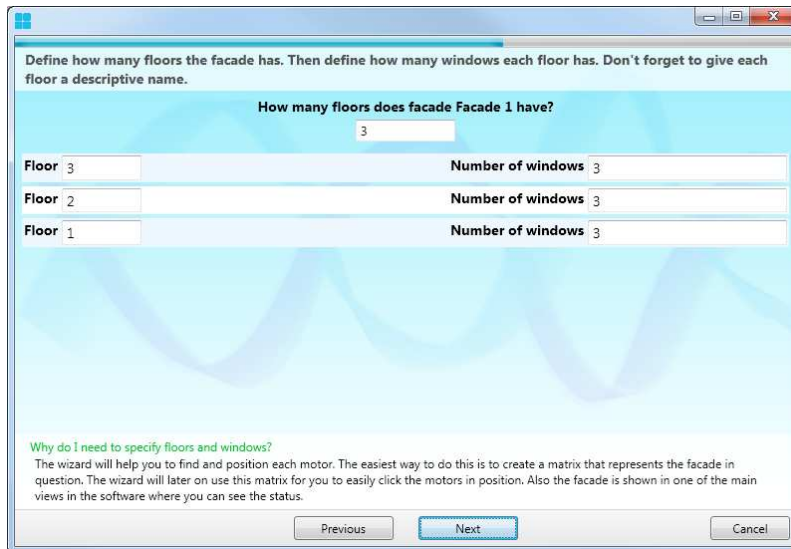 Define how many floors the facade has. Then define how many windows each floor has. Don't forget to give each
floor a descriptive name.
How many floors does facade Facade 1 have?
3
Floor 3 Number of windows 3
Floor 2 Number of windows 3
Floor 1 Number of windows 3
Why do I need to specify floors and windows?
The wizard will help you to find and position each motor. The easiest way to do this is to create a matrix that represents the facade in
question. The wizard will later on use this matrix for you to easily click the motors in position. Also the facade is shown in one of the main
views in the software where you can see the status.
Previous Next Cancel